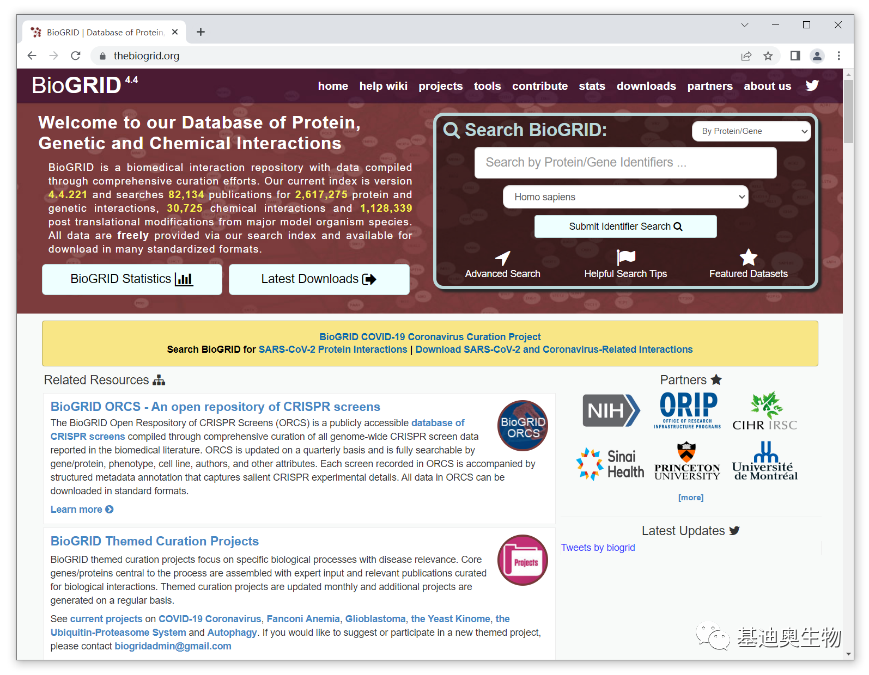 BioGRID | Database of Protein,
thebiogrid.org
BioGRID 4.4
home help wiki projects tools contribute stats downloads partners about us
Welcome to our Database of Protein,
Genetic and Chemical Interactions
BioGRID is a biomedical interaction repository with data compiled
through comprehensive curation efforts. Our current index is version
4.4.221 and searches 82,134 publications for 2,617,275 protein and
genetic interactions, 30,725 chemical interactions and 1,128,339
post translational modifications from major model organism species.
All data are freely provided via our search index and available for
download in many standardized formats.
BioGRID Statistics
Latest Downloads
Search BioGRID:
By Protein/Gene
Search by Protein/Gene Identifiers ...
Homo sapiens
Submit Identifier Search
Advanced Search
Helpful Search Tips
Featured Datasets
BioGRID COVID-19 Coronavirus Curation Project
Search BioGRID for SARS-CoV-2 Protein Interactions | Download SARS-CoV-2 and Coronavirus-Related Interactions
Related Resources
BioGRID ORCS - An open repository of CRISPR screens
The BioGRID Open Respository of CRISPR Screens (ORCS) is a publicly accessible database of
CRISPR screens compiled through comprehensive curation of all genome-wide CRISPR screen data
reported in the biomedical literature. ORCS is updated on a quarterly basis and is fully searchable by
gene/protein, phenotype, cell line, authors, and other attributes. Each screen recorded in ORCS is accompanied by
structured metadata annotation that captures salient CRISPR experimental details. All data in ORCS can be
downloaded in standard formats.
Learn more
BioGRID
ORCS
BioGRID Themed Curation Projects
BioGRID themed curation projects focus on specific biological processes with disease relevance. Core
genes/proteins central to the process are assembled with expert input and relevant publications curated
for biological interactions. Themed curation projects are updated monthly and additional projects are
generated on a regular basis.
See current projects on COVID-19 Coronavirus, Fanconi Anemia, Glioblastoma, the Yeast Kinome, the
Ubiquitin-Proteasome System and Autophagy. If you would like to suggest or participate in a new themed project,
please contact biogridadmin@gmail.com
Projects
Partners
NIH
ORIP
OFFICE OF RESEARCH
INFRASTRUCTURE PROGRAMS
CIHR IRSC
Sinai
Health
PRINCETON
UNIVERSITY
Université
de Montréal
[more]
Latest Updates
Tweets by biogrid
基迪奥生物